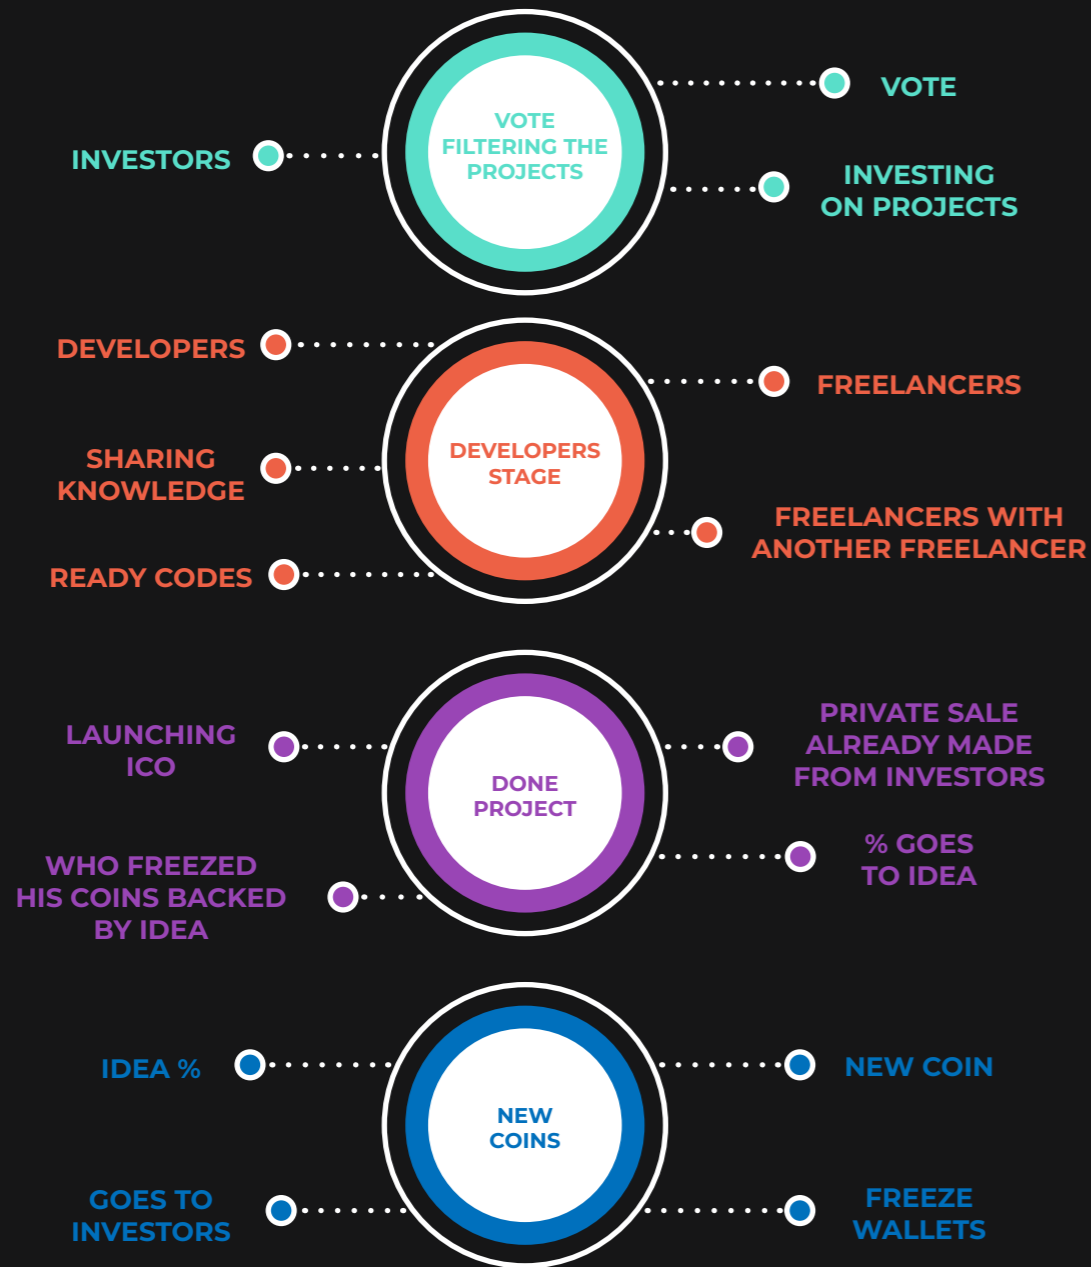 VOTE
FILTERING THE
PROJECTS
INVESTORS
VOTE
INVESTING
ON PROJECTS
DEVELOPERS
SHARING
KNOWLEDGE
READY CODES
DEVELOPERS
STAGE
FREELANCERS
FREELANCERS WITH
ANOTHER FREELANCER
LAUNCHING
ICO
WHO FREEZED
HIS COINS BACKED
BY IDEA
DONE
PROJECT
PRIVATE SALE
ALREADY MADE
FROM INVESTORS
% GOES
TO IDEA
IDEA %
GOES TO
INVESTORS
NEW
COINS
NEW COIN
FREEZE
WALLETS